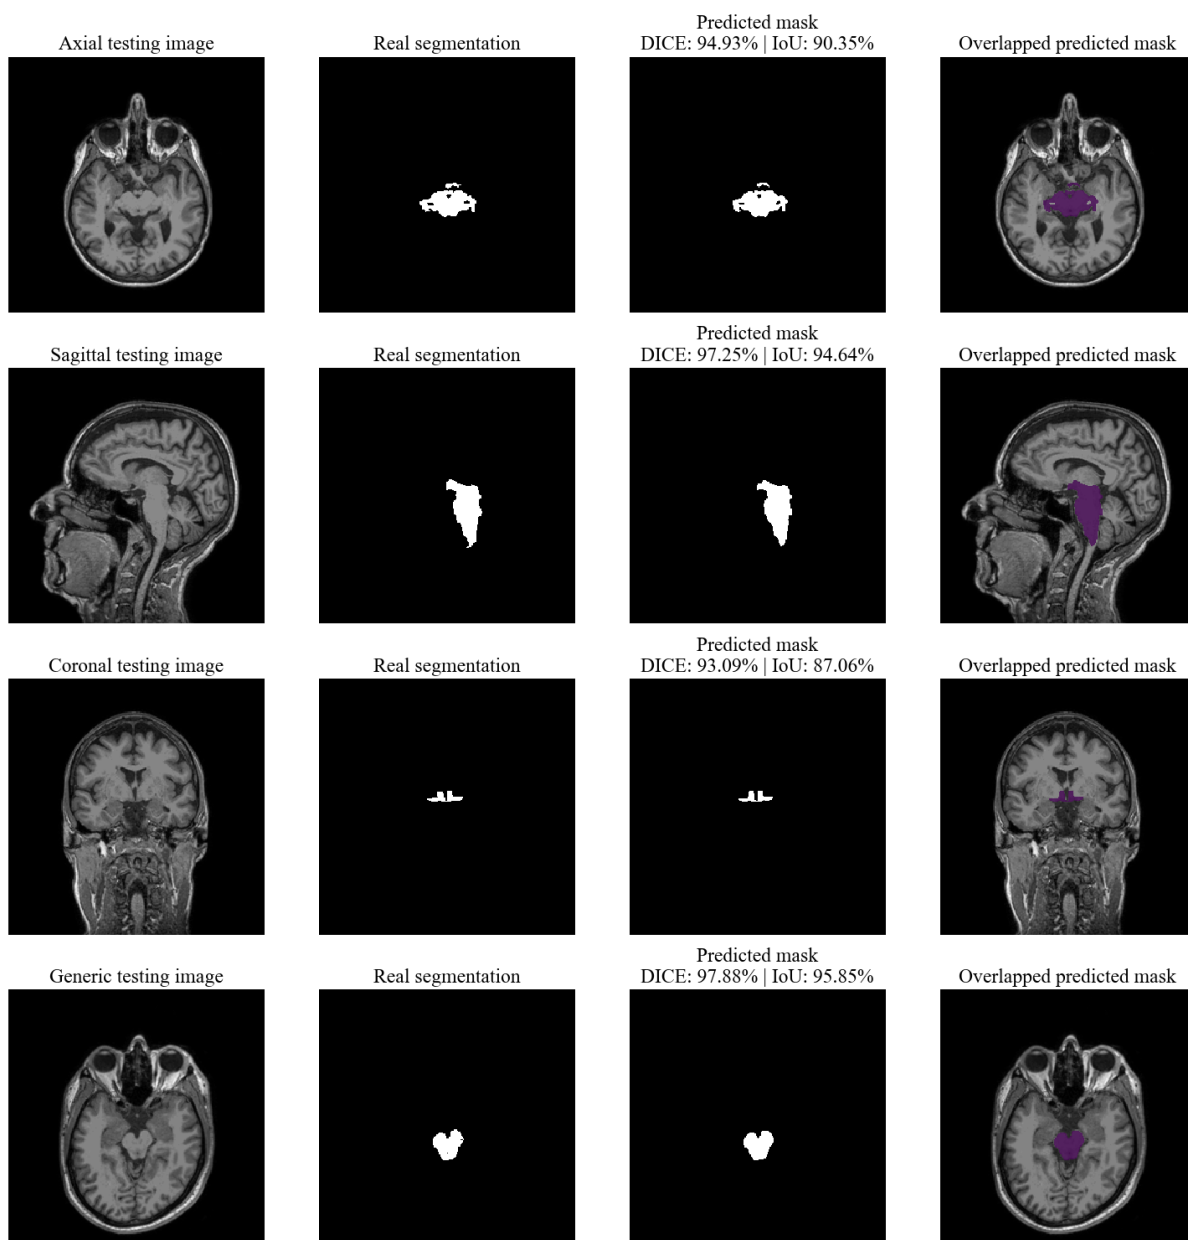 Axial testing image
Real segmentation
Predicted mask
DICE: 94.93% | IoU: 90.35%
Overlapped predicted mask
Sagittal testing image
Real segmentation
Predicted mask
DICE: 97.25% | IoU: 94.64%
Overlapped predicted mask
Coronal testing image
Real segmentation
Predicted mask
DICE: 93.09% | IoU: 87.06%
Overlapped predicted mask
Generic testing image
Real segmentation
Predicted mask
DICE: 97.88% | IoU: 95.85%
Overlapped predicted mask